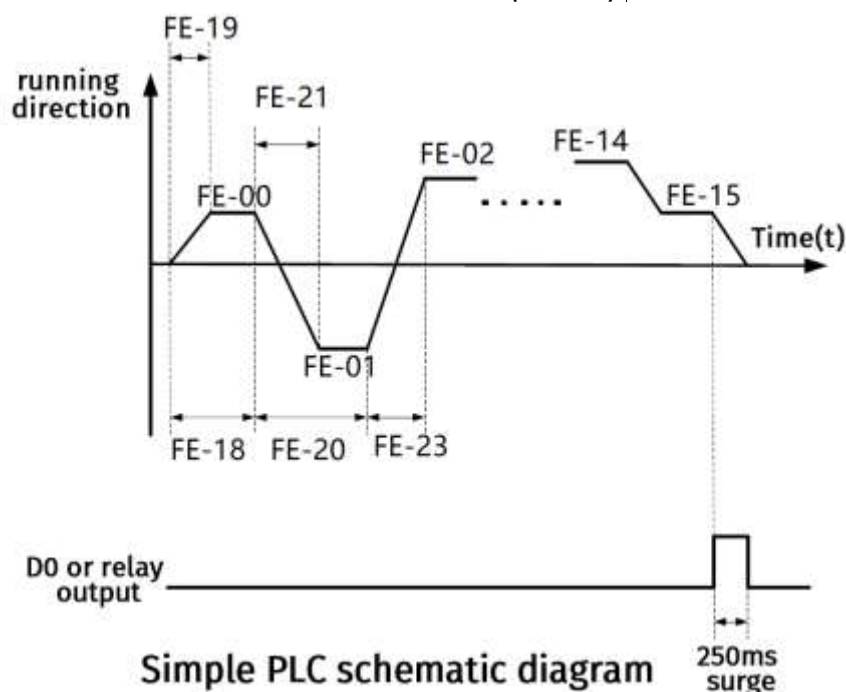 FE-19
running
direction
FE-21
FE-02
FE-14
FE-00
FE-15
Time(t)
FE-01
FE-18
FE-20
FE-23
D0 or relay
output
Simple PLC schematic diagram
250ms
surge